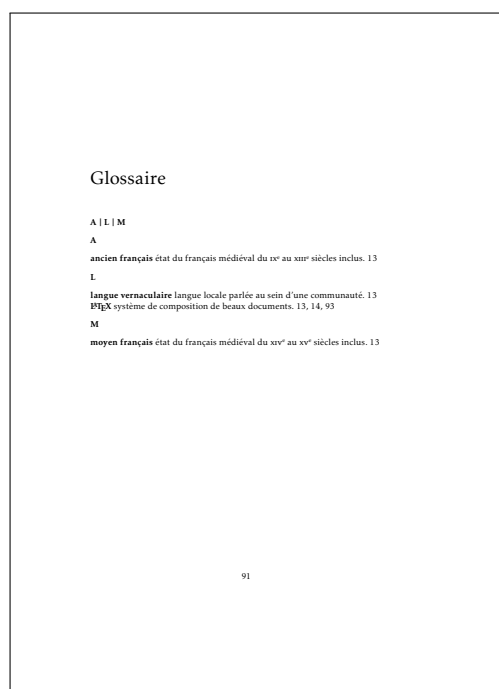 Glossaire
A | L | M
A
ancien français état du français médiéval du IXᵉ au XIIIᵉ siècles inclus. 13
L
langue vernaculaire langue locale parlée au sein d’une communauté. 13
LATEX système de composition de beaux documents. 13, 14, 93
M
moyen français état du français médiéval du XIVᵉ au XVᵉ siècles inclus. 13
91